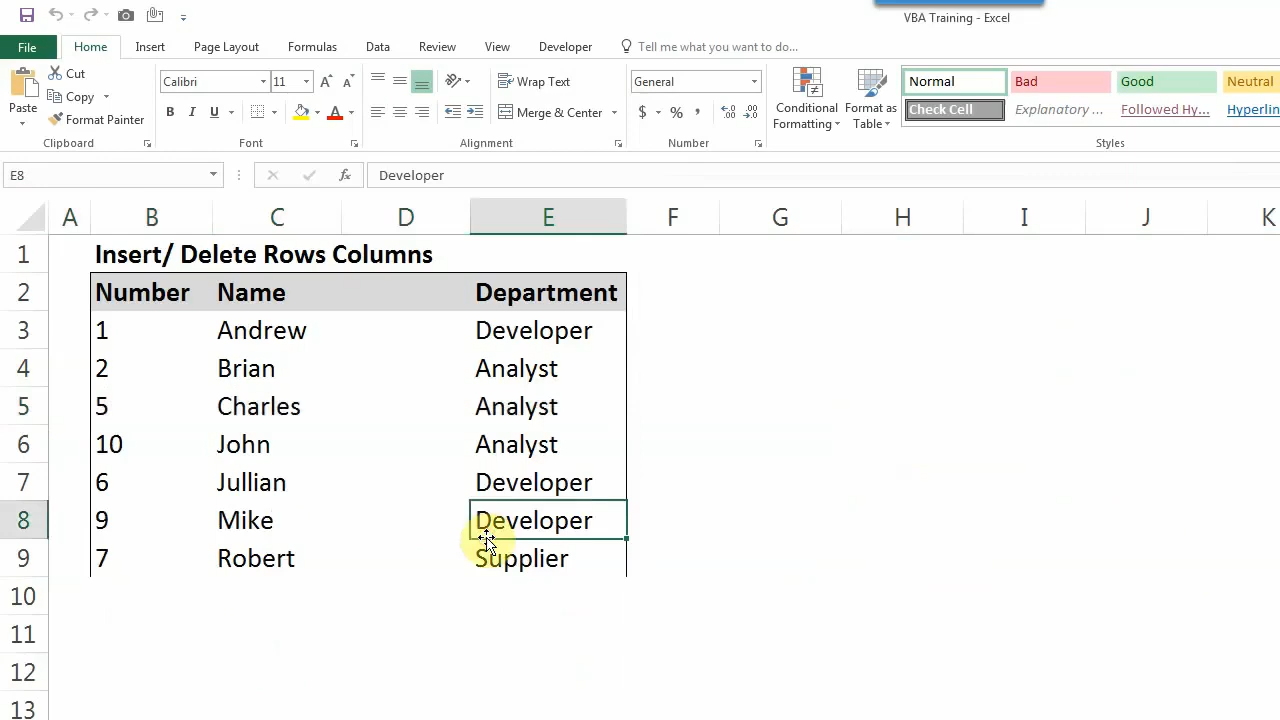 VBA Training - Excel
File Home Insert Page Layout Formulas Data Review View Developer Tell me what you want to do...
Paste
Cut
Copy
Format Painter
Clipboard
Calibri 11 A A
B I U A
Font
Wrap Text
Merge & Center
Alignment
General
$ % ,
.0 .00
.00 .0
Number
Conditional Formatting
Format as Table
Normal Bad Good Neutral
Check Cell Explanatory ... Followed Hy... Hyperlin
Styles
E8 fx Developer
A B C D E F G H I J K
1 Insert/ Delete Rows Columns
2 Number Name Department
3 1 Andrew Developer
4 2 Brian Analyst
5 5 Charles Analyst
6 10 John Analyst
7 6 Jullian Developer
8 9 Mike Developer
9 7 Robert Supplier
10
11
12
13